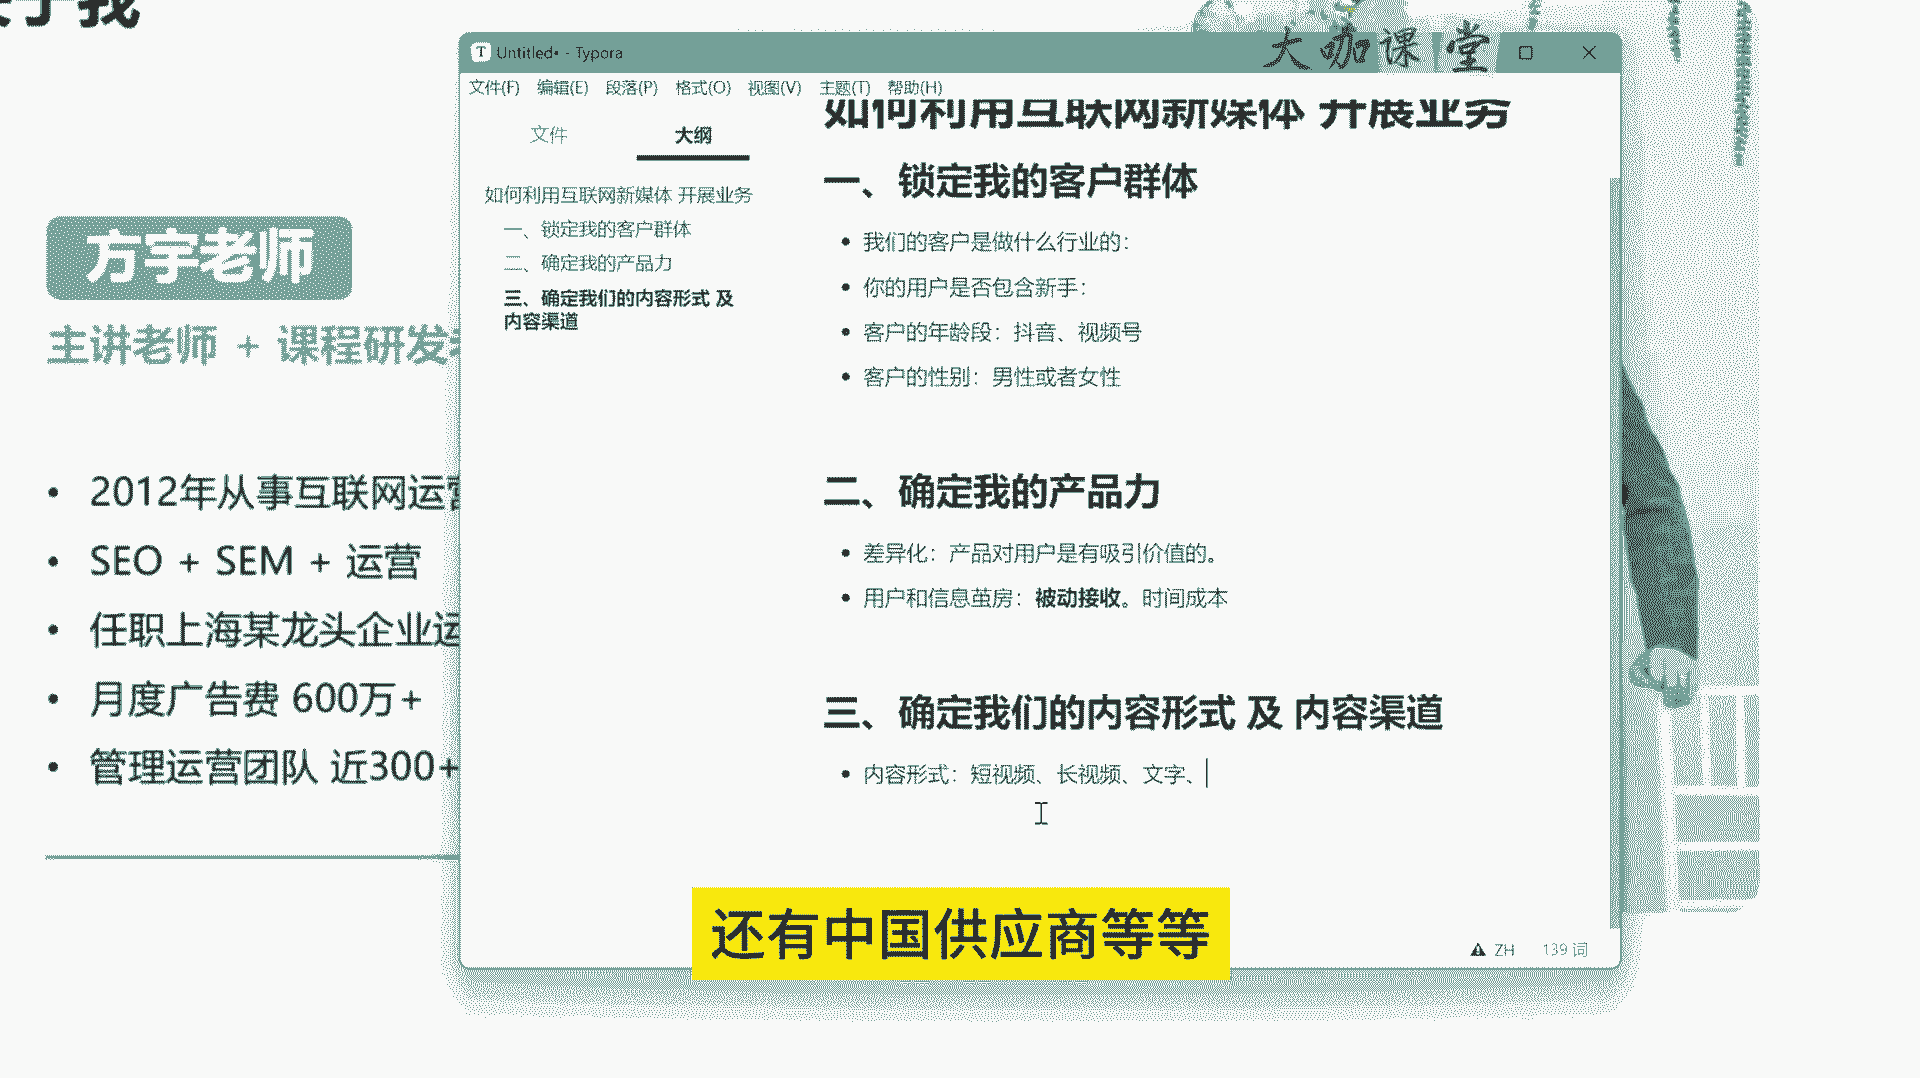 Untitled• - Typora
大咖课堂
文件(F) 编辑(E) 段落(P) 格式(O) 视图(V) 主题(T) 帮助(H)
文件 大纲
如何利用互联网新媒体 开展业务
一、锁定我的客户群体
二、确定我的产品力
三、确定我们的内容形式 及
内容渠道
如何利用互联网新媒体 开展业务
一、锁定我的客户群体
• 我们的客户是做什么行业的：
• 你的用户是否包含新手：
• 客户的年龄段：抖音、视频号
• 客户的性别：男性或者女性
二、确定我的产品力
• 差异化：产品对用户是有吸引价值的。
• 用户和信息茧房：被动接收。时间成本
三、确定我们的内容形式 及 内容渠道
• 内容形式：短视频、长视频、文字、
ZH 139 词
方宇老师
主讲老师 + 课程研发
• 2012年从事互联网运营
• SEO + SEM + 运营
• 任职上海某龙头企业运
• 月度广告费 600万+
• 管理运营团队 近300+
还有中国供应商等等